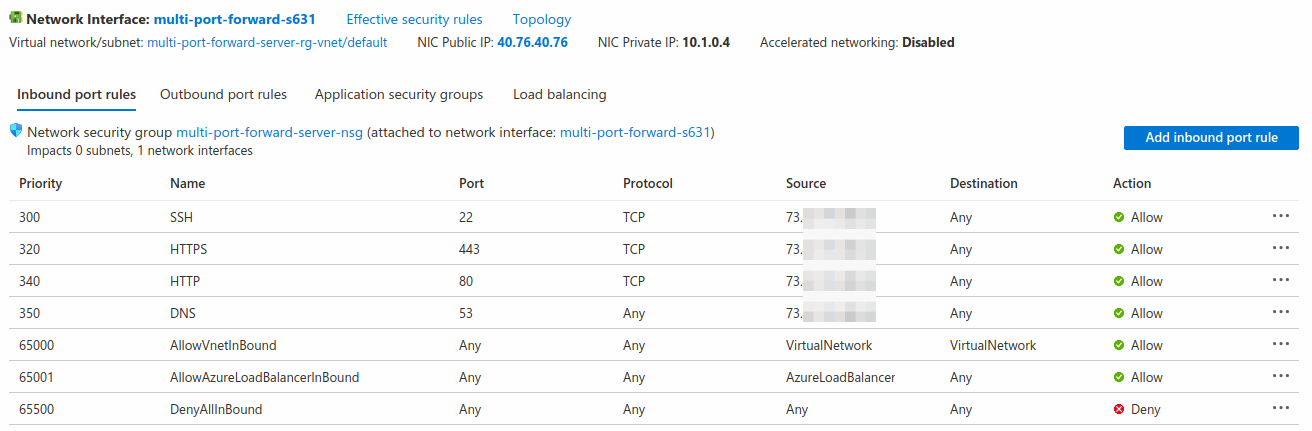 Network Interface: multi-port-forward-s631 Effective security rules Topology
Virtual network/subnet: multi-port-forward-server-rg-vnet/default NIC Public IP: 40.76.40.76 NIC Private IP: 10.1.0.4 Accelerated networking: Disabled
Inbound port rules Outbound port rules Application security groups Load balancing
Network security group multi-port-forward-server-nsg (attached to network interface: multi-port-forward-s631)
Impacts 0 subnets, 1 network interfaces
Add inbound port rule
Priority Name Port Protocol Source Destination Action
300 SSH 22 TCP 73. Any Allow ...
320 HTTPS 443 TCP 73. Any Allow ...
340 HTTP 80 TCP 73. Any Allow ...
350 DNS 53 Any 73. Any Allow ...
65000 AllowVnetInBound Any Any VirtualNetwork VirtualNetwork Allow ...
65001 AllowAzureLoadBalancerInBound Any Any AzureLoadBalancer Any Allow ...
65500 DenyAllInBound Any Any Any Any Deny ...